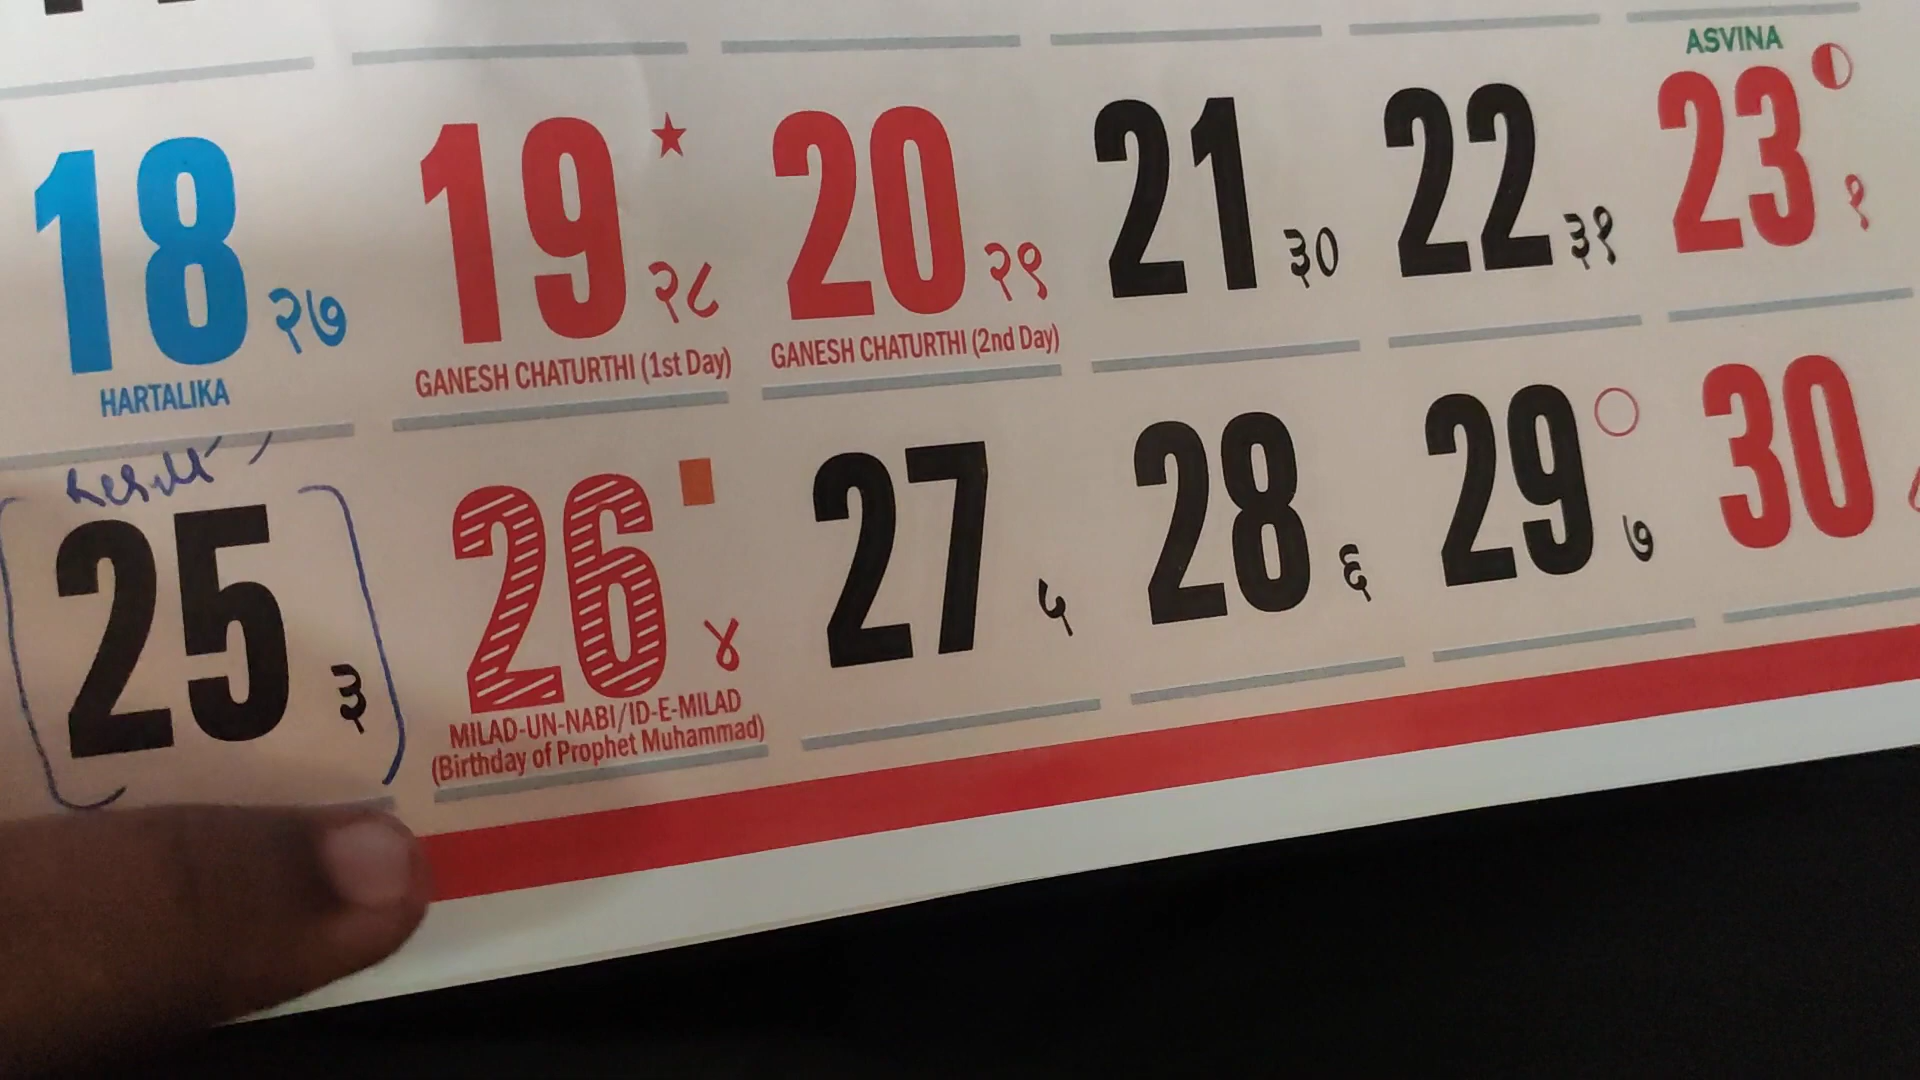 ASVINA
18 २७ 19 २८ 20 २९ 21 ३० 22 ३१ 23 १
HARTALIKA GANESH CHATURTHI (1st Day) GANESH CHATURTHI (2nd Day)
25 ३ 26 ४ 27 ५ 28 ६ 29 ७ 30
MILAD-UN-NABI/ID-E-MILAD
(Birthday of Prophet Muhammad)